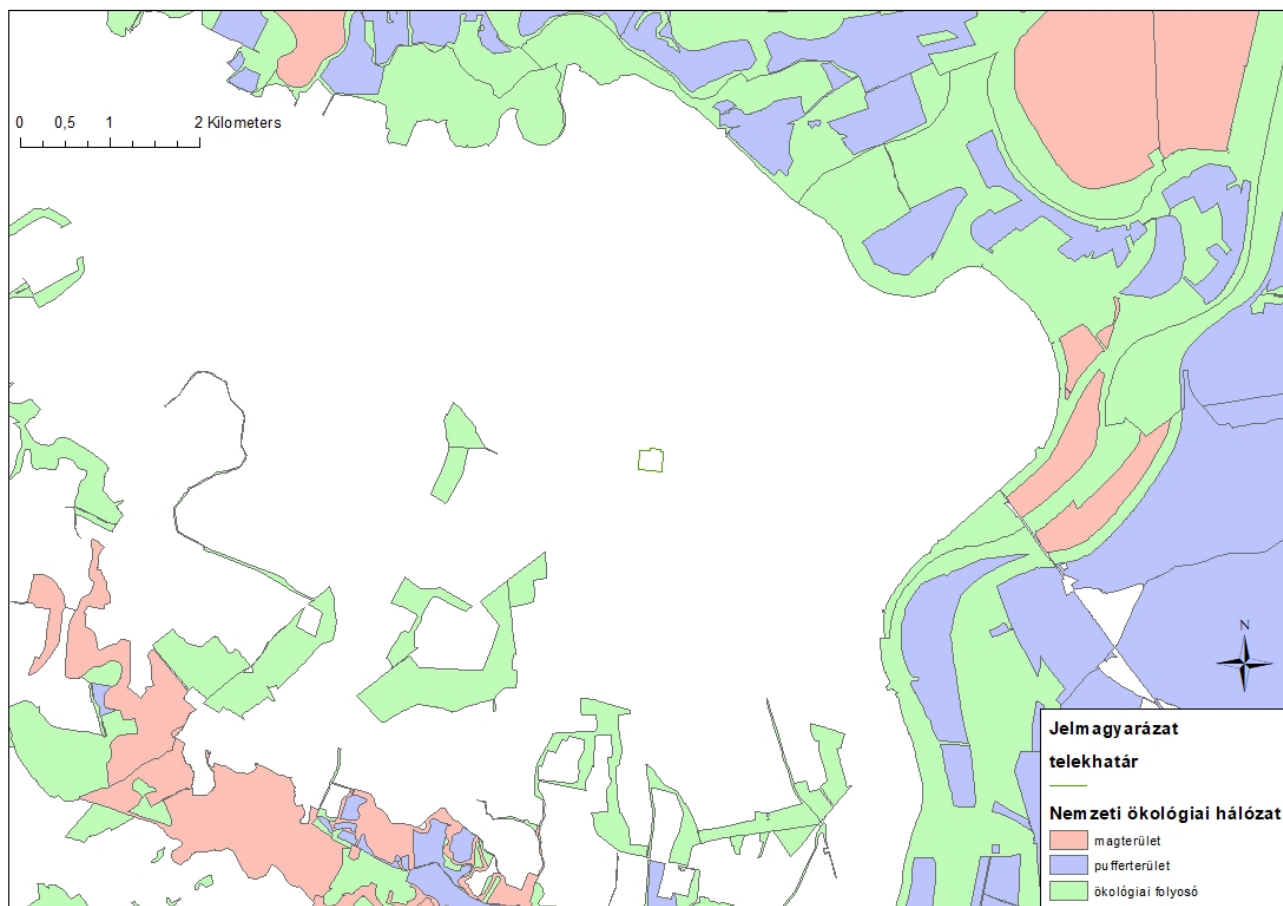 0 0,5 1 2 Kilometers
N
Jelmagyarázat
telekhatár
Nemzeti ökológiai hálózat
magterület
pufferterület
ökológiai folyosó